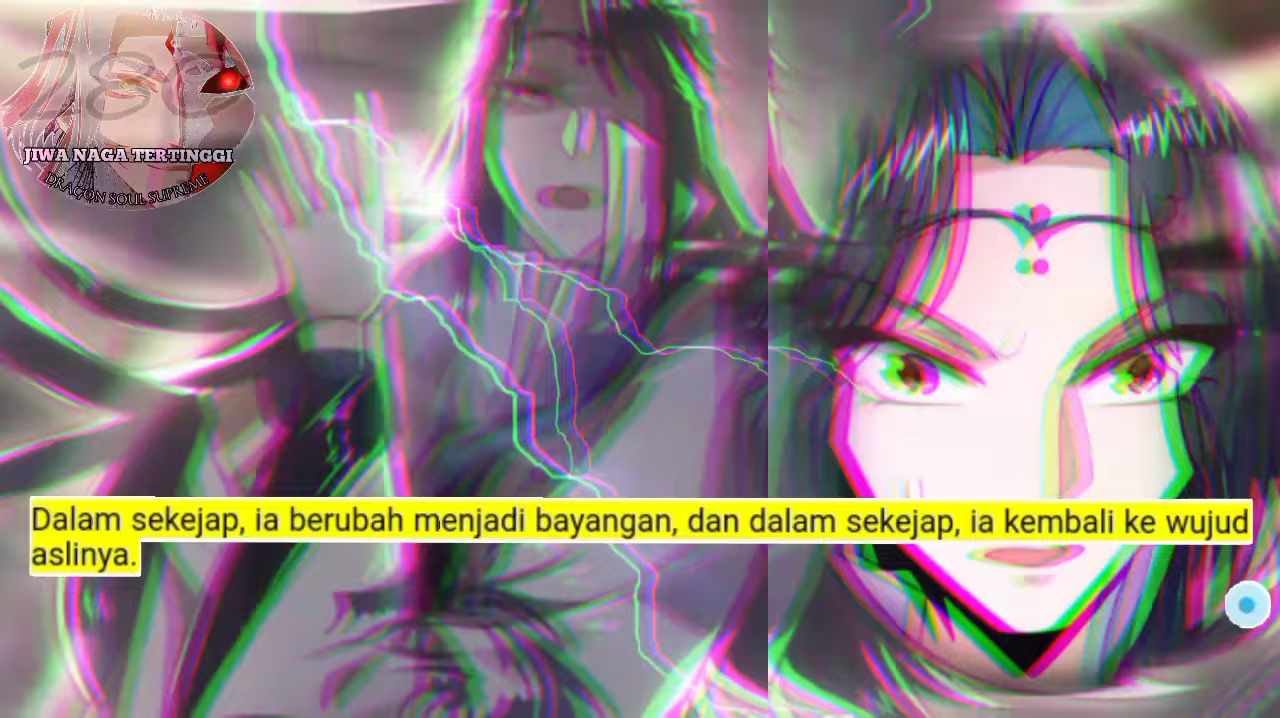 280
JIWA NAGA TERTINGGI
DRAGON SOUL SUPREME
Dalam sekejap, ia berubah menjadi bayangan, dan dalam sekejap, ia kembali ke wujud
aslinya.